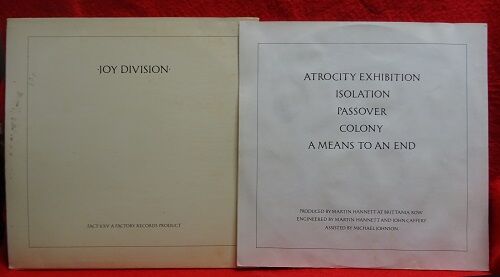 ·JOY DIVISION·
FACT XXV A FACTORY RECORDS PRODUCT
ATROCITY EXHIBITION
ISOLATION
PASSOVER
COLONY
A MEANS TO AN END
PRODUCED BY MARTIN HANNETT AT BRITTANIA ROW
ENGINEERED BY MARTIN HANNETT AND JOHN CAFFERY
ASSISTED BY MICHAEL JOHNSON